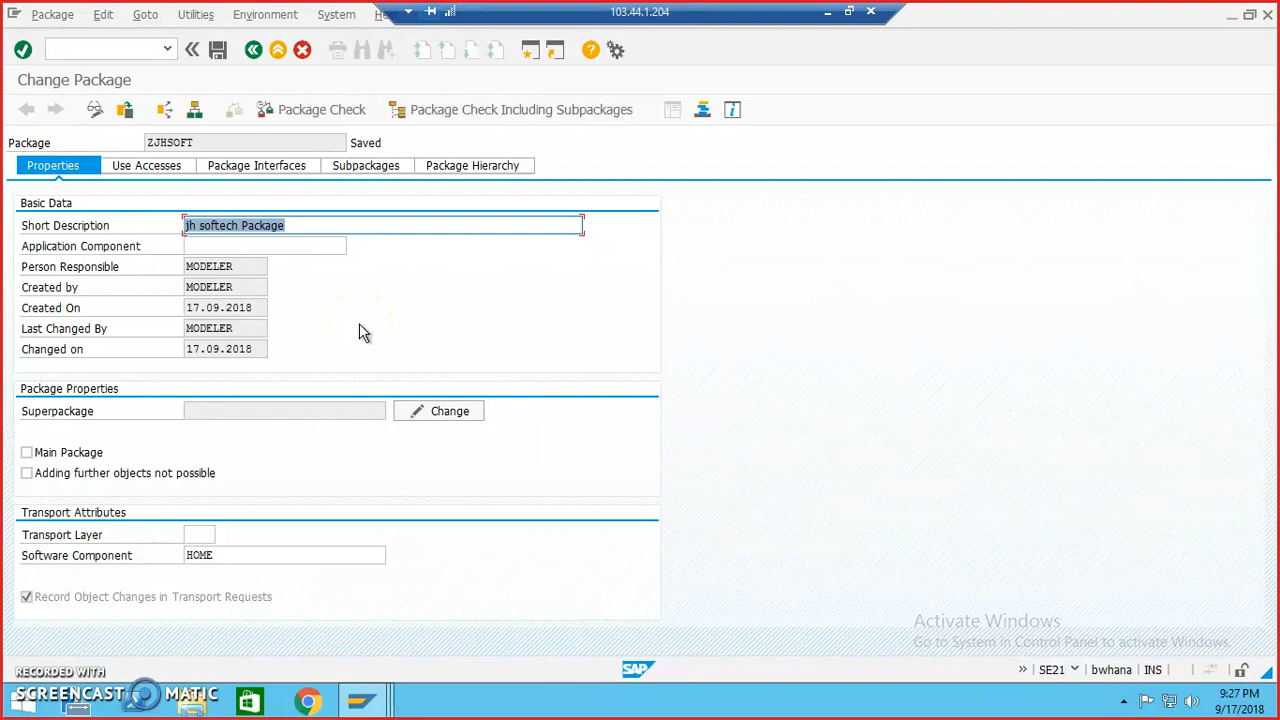 Package Edit Goto Utilities Environment System 103.44.1.204
Change Package
Package Check Package Check Including Subpackages
Package ZJHSOFT Saved
Properties Use Accesses Package Interfaces Subpackages Package Hierarchy
Basic Data
Short Description jh softech Package
Application Component
Person Responsible MODELER
Created by MODELER
Created On 17.09.2018
Last Changed By MODELER
Changed on 17.09.2018
Package Properties
Superpackage Change
Main Package
Adding further objects not possible
Transport Attributes
Transport Layer
Software Component HOME
Record Object Changes in Transport Requests
Activate Windows
Go to System in Control Panel to activate Windows.
RECORDED WITH
SCREENCAST MATIC
SAP
SE21 bwhana INS
9:27 PM
9/17/2018